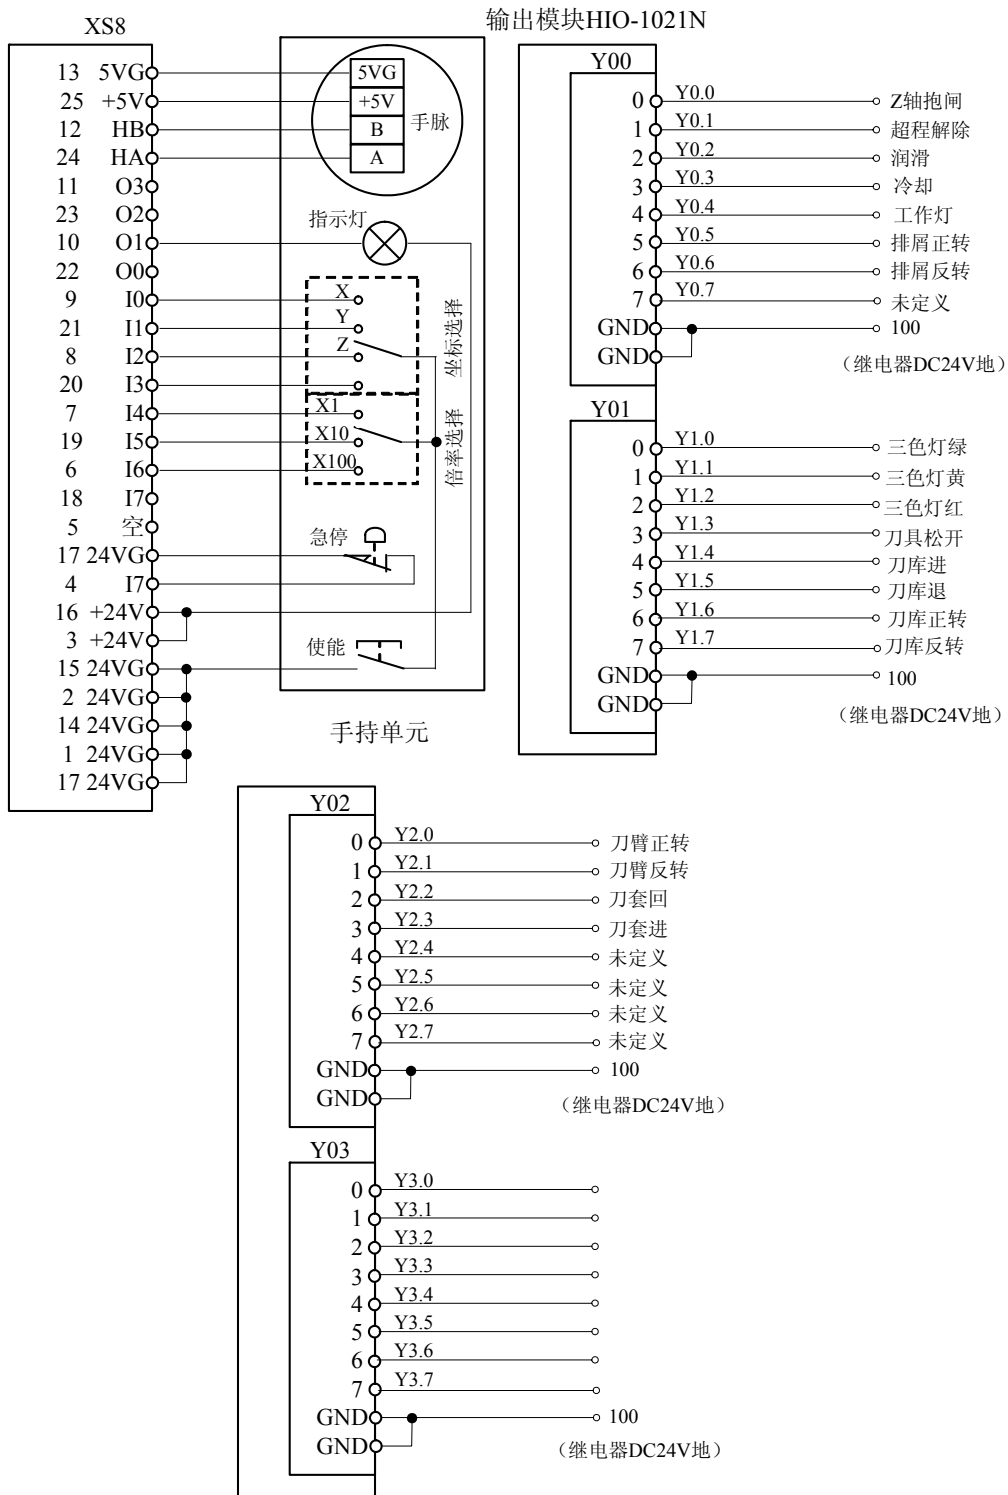 输出模块HIO-1021N
XS8
13 5VG
25 +5V
12 HB
24 HA
11 O3
23 O2
10 O1
22 O0
9 I0
21 I1
8 I2
20 I3
7 I4
19 I5
6 I6
18 I7
5 空
17 24VG
4 I7
16 +24V
3 +24V
15 24VG
2 24VG
14 24VG
1 24VG
17 24VG
5VG
+5V
B
A
手脉
指示灯
X
Y
Z
坐标选择
X1
X10
X100
倍率选择
急停
使能
手持单元
Y00
0 Y0.0 Z轴抱闸
1 Y0.1 超程解除
2 Y0.2 润滑
3 Y0.3 冷却
4 Y0.4 工作灯
5 Y0.5 排屑正转
6 Y0.6 排屑反转
7 Y0.7 未定义
GND 100
GND
（继电器DC24V地）
Y01
0 Y1.0 三色灯绿
1 Y1.1 三色灯黄
2 Y1.2 三色灯红
3 Y1.3 刀具松开
4 Y1.4 刀库进
5 Y1.5 刀库退
6 Y1.6 刀库正转
7 Y1.7 刀库反转
GND 100
GND
（继电器DC24V地）
Y02
0 Y2.0 刀臂正转
1 Y2.1 刀臂反转
2 Y2.2 刀套回
3 Y2.3 刀套进
4 Y2.4 未定义
5 Y2.5 未定义
6 Y2.6 未定义
7 Y2.7 未定义
GND 100
GND
（继电器DC24V地）
Y03
0 Y3.0
1 Y3.1
2 Y3.2
3 Y3.3
4 Y3.4
5 Y3.5
6 Y3.6
7 Y3.7
GND 100
GND
（继电器DC24V地）